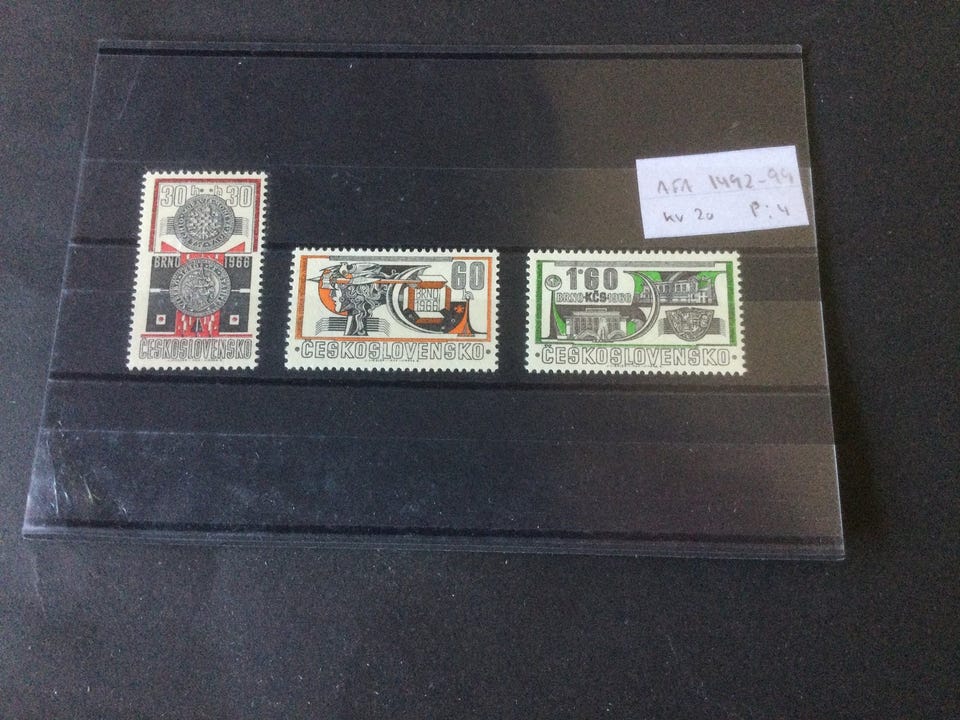 30 h • h 30
BRNO 1966
ČESKOSLOVENSKO
60 h
BRNO
1966
• ČESKOSLOVENSKO •
1·60
BRNO•KČS•1966
• ČESKOSLOVENSKO •
AFA 1492-94
kv 20 P: 4